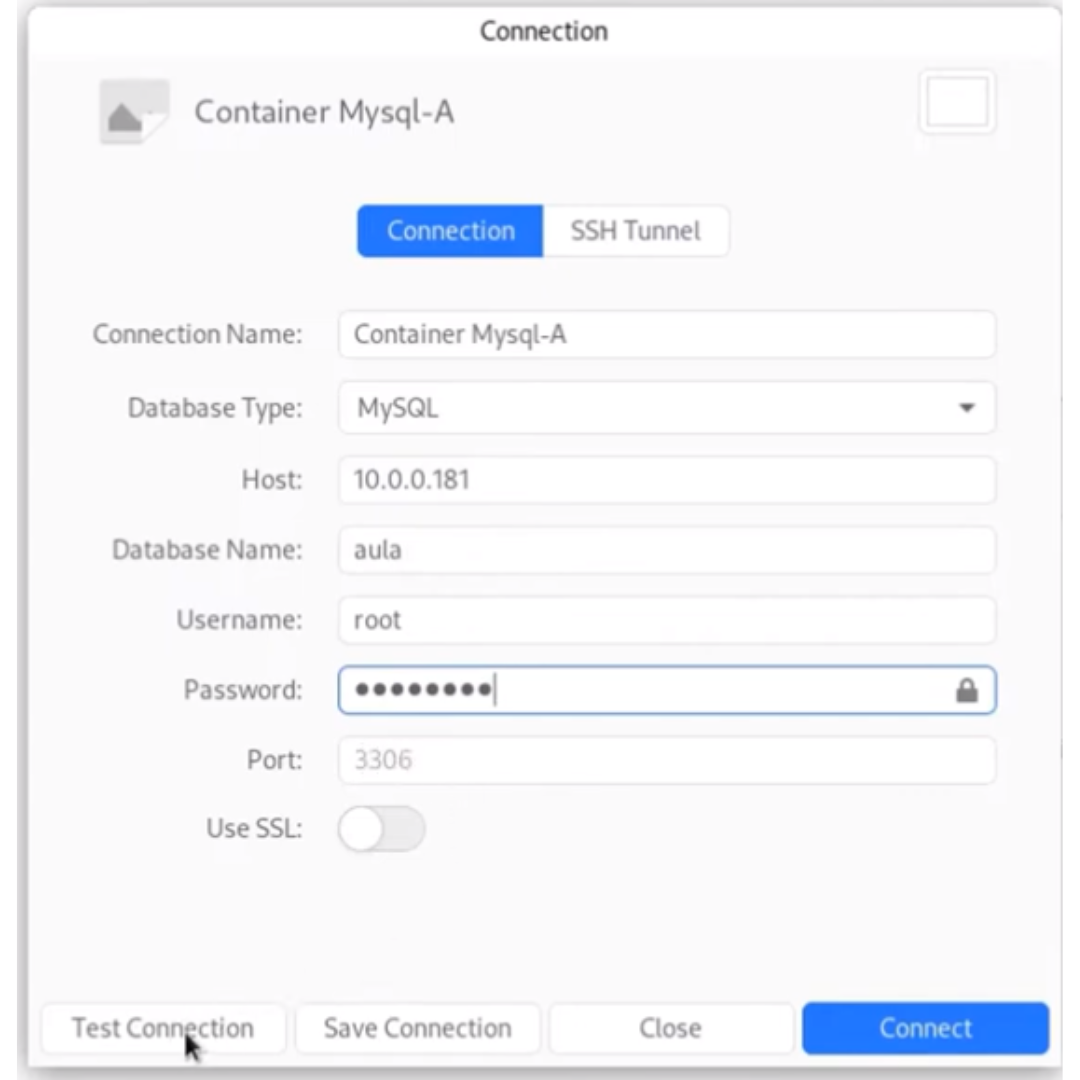 Connection
Container Mysql-A
Connection SSH Tunnel
Connection Name: Container Mysql-A
Database Type: MySQL
Host: 10.0.0.181
Database Name: aula
Username: root
Password: ••••••••
Port: 3306
Use SSL:
Test Connection Save Connection Close Connect